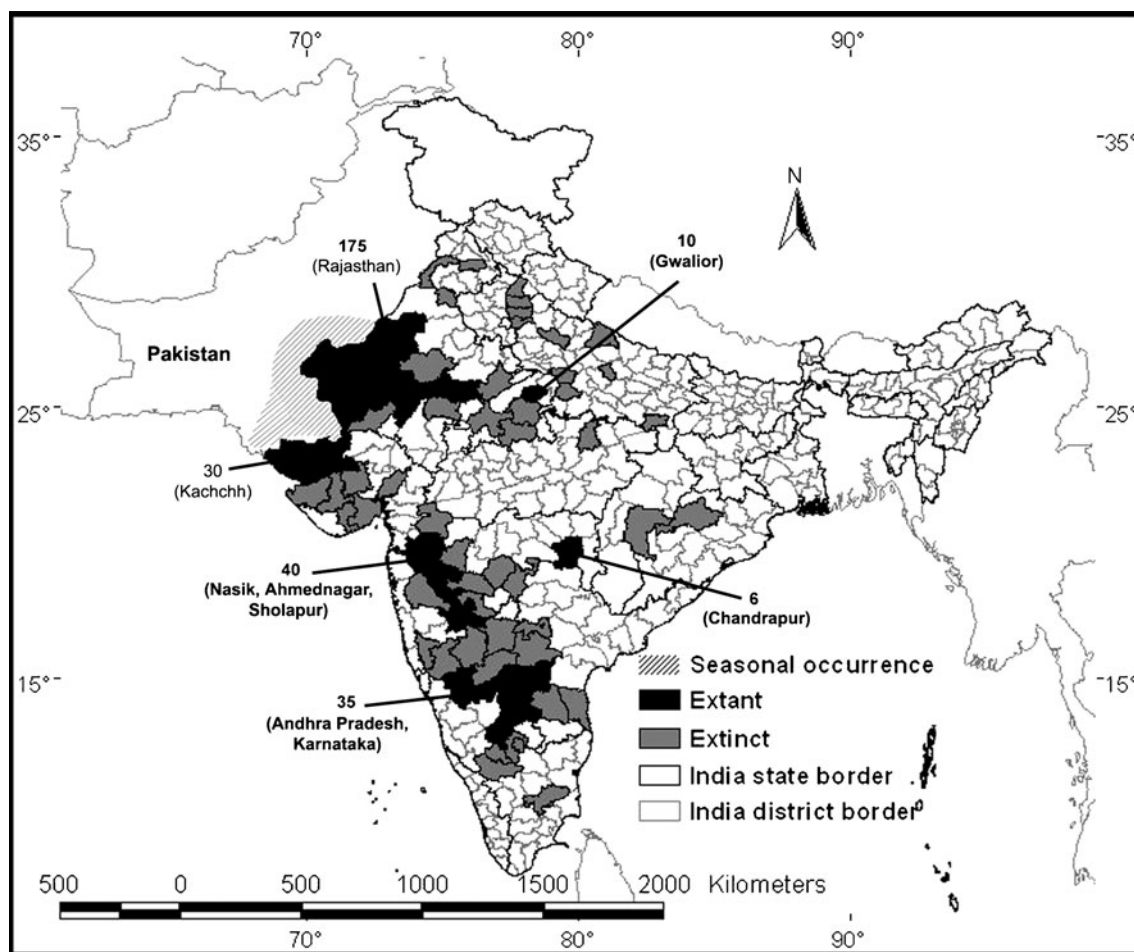 70°
80°
90°
35°
35°
N
175
(Rajasthan)
10
(Gwalior)
Pakistan
25°
25°
30
(Kachchh)
40
(Nasik, Ahmednagar,
Sholapur)
6
(Chandrapur)
15°
15°
35
(Andhra Pradesh,
Karnataka)
Seasonal occurrence
Extant
Extinct
India state border
India district border
500 0 500 1000 1500 2000 Kilometers
70°
80°
90°